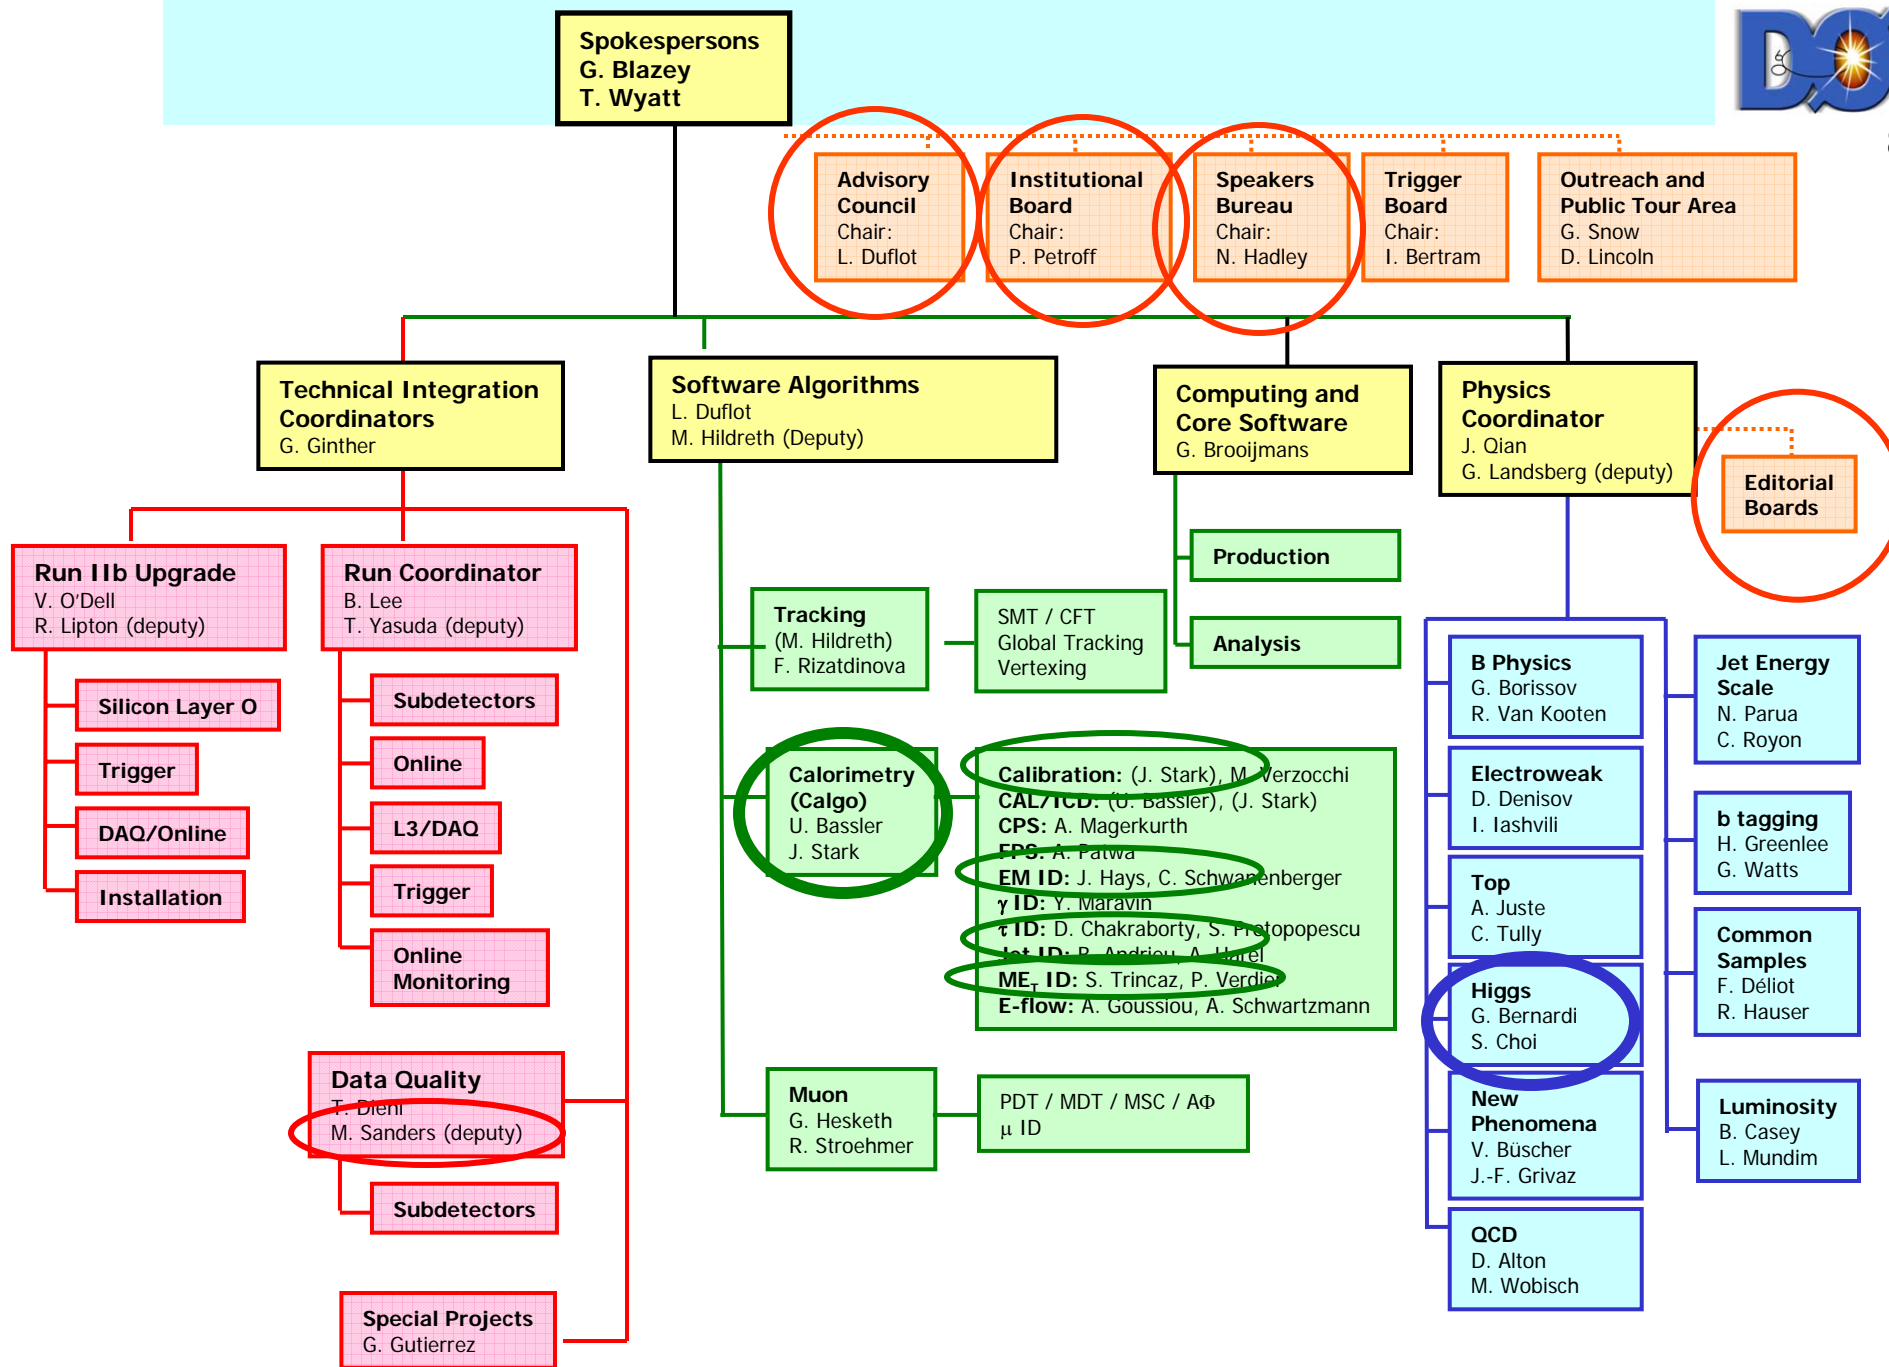 Spokespersons
G. Blazey
T. Wyatt
DØ
Advisory
Council
Chair:
L. Duflot
Institutional
Board
Chair:
P. Petroff
Speakers
Bureau
Chair:
N. Hadley
Trigger
Board
Chair:
I. Bertram
Outreach and
Public Tour Area
G. Snow
D. Lincoln
Technical Integration
Coordinators
G. Ginther
Software Algorithms
L. Duflot
M. Hildreth (Deputy)
Computing and
Core Software
G. Brooijmans
Physics
Coordinator
J. Qian
G. Landsberg (deputy)
Editorial
Boards
Run IIb Upgrade
V. O'Dell
R. Lipton (deputy)
Silicon Layer O
Trigger
DAQ/Online
Installation
Run Coordinator
B. Lee
T. Yasuda (deputy)
Subdetectors
Online
L3/DAQ
Trigger
Online
Monitoring
Data Quality
T. Diehl
M. Sanders (deputy)
Subdetectors
Special Projects
G. Gutierrez
Tracking
(M. Hildreth)
F. Rizatdinova
SMT / CFT
Global Tracking
Vertexing
Calorimetry
(Calgo)
U. Bassler
J. Stark
Calibration: (J. Stark), M. Verzocchi
CAL/ICD: (U. Bassler), (J. Stark)
CPS: A. Magerkurth
FPS: A. Patwa
EM ID: J. Hays, C. Schwanenberger
γ ID: Y. Maravin
τ ID: D. Chakraborty, S. Protopopescu
Jet ID: B. Andrieu, A. Harel
MET ID: S. Trincaz, P. Verdier
E-flow: A. Goussiou, A. Schwartzmann
Muon
G. Hesketh
R. Stroehmer
PDT / MDT / MSC / AΦ
μ ID
Production
Analysis
B Physics
G. Borissov
R. Van Kooten
Electroweak
D. Denisov
I. Iashvili
Top
A. Juste
C. Tully
Higgs
G. Bernardi
S. Choi
New
Phenomena
V. Büscher
J.-F. Grivaz
QCD
D. Alton
M. Wobisch
Jet Energy
Scale
N. Parua
C. Royon
b tagging
H. Greenlee
G. Watts
Common
Samples
F. Déliot
R. Hauser
Luminosity
B. Casey
L. Mundim